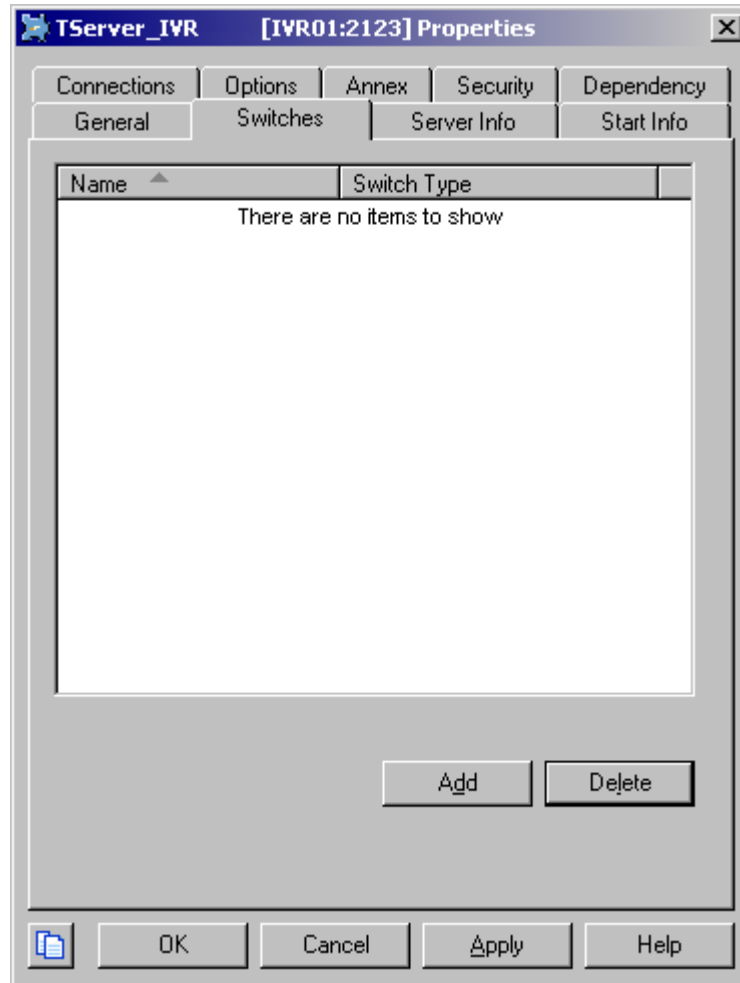 TServer_IVR [IVR01:2123] Properties
Connections Options Annex Security Dependency
General Switches Server Info Start Info
Name Switch Type
There are no items to show
Add Delete
OK Cancel Apply Help